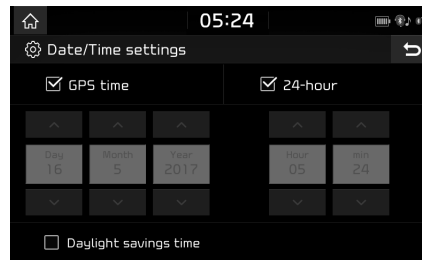 05:24
Date/Time settings
GPS time 24-hour
Day Month Year Hour min
16 5 2017 05 24
Daylight savings time